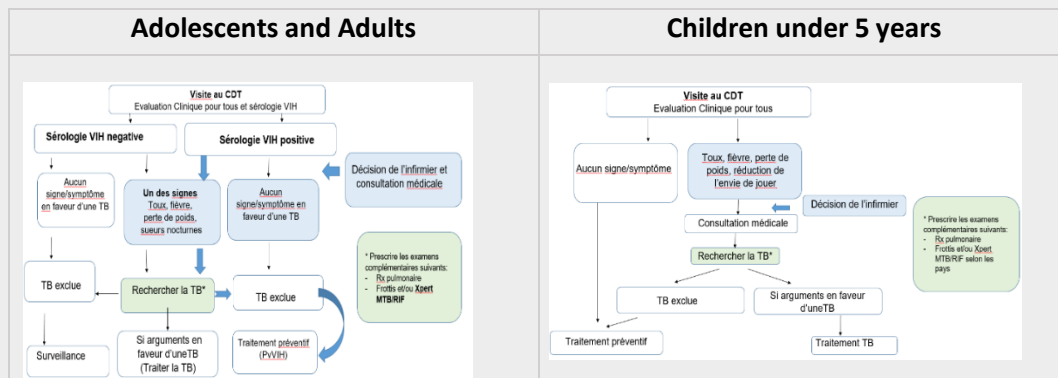 Adolescents and Adults
Children under 5 years
Visite au CDT
Evaluation Clinique pour tous et sérologie VIH
Sérologie VIH negative
Sérologie VIH positive
Décision de l'infirmier et
consultation médicale
Aucun
signe/symptôme
en faveur d'une TB
Un des signes
Toux, fièvre,
perte de poids,
sueurs nocturnes
Aucun
signe/symptôme en
faveur d'une TB
* Prescrire les examens
complémentaires suivants:
- Rx pulmonaire
- Frottis et/ou Xpert
MTB/RIF
TB exclue
Rechercher la TB*
TB exclue
Surveillance
Si arguments en
faveur d'uneTB
(Traiter la TB)
Traitement préventif
(PvVIH)
Visite au CDT
Evaluation Clinique pour tous
Aucun signe/symptôme
Toux, fièvre, perte de
poids, réduction de
l'envie de jouer
Décision de l'infirmier
Consultation médicale
* Prescrire les examens
complémentaires suivants:
- Rx pulmonaire
- Frottis et/ou Xpert
MTB/RIF selon les
pays
Rechercher la TB*
TB exclue
Si arguments en faveur
d'uneTB
Traitement préventif
Traitement TB